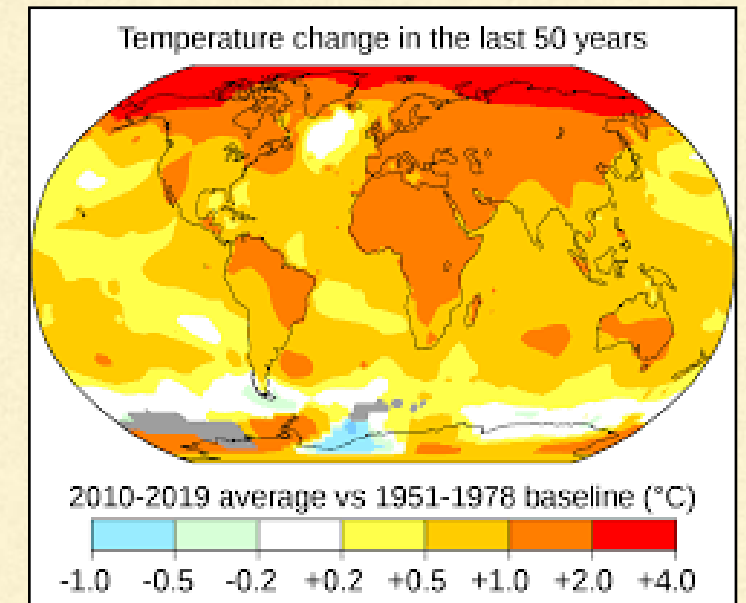 Temperature change in the last 50 years
2010-2019 average vs 1951-1978 baseline (°C)
-1.0 -0.5 -0.2 +0.2 +0.5 +1.0 +2.0 +4.0